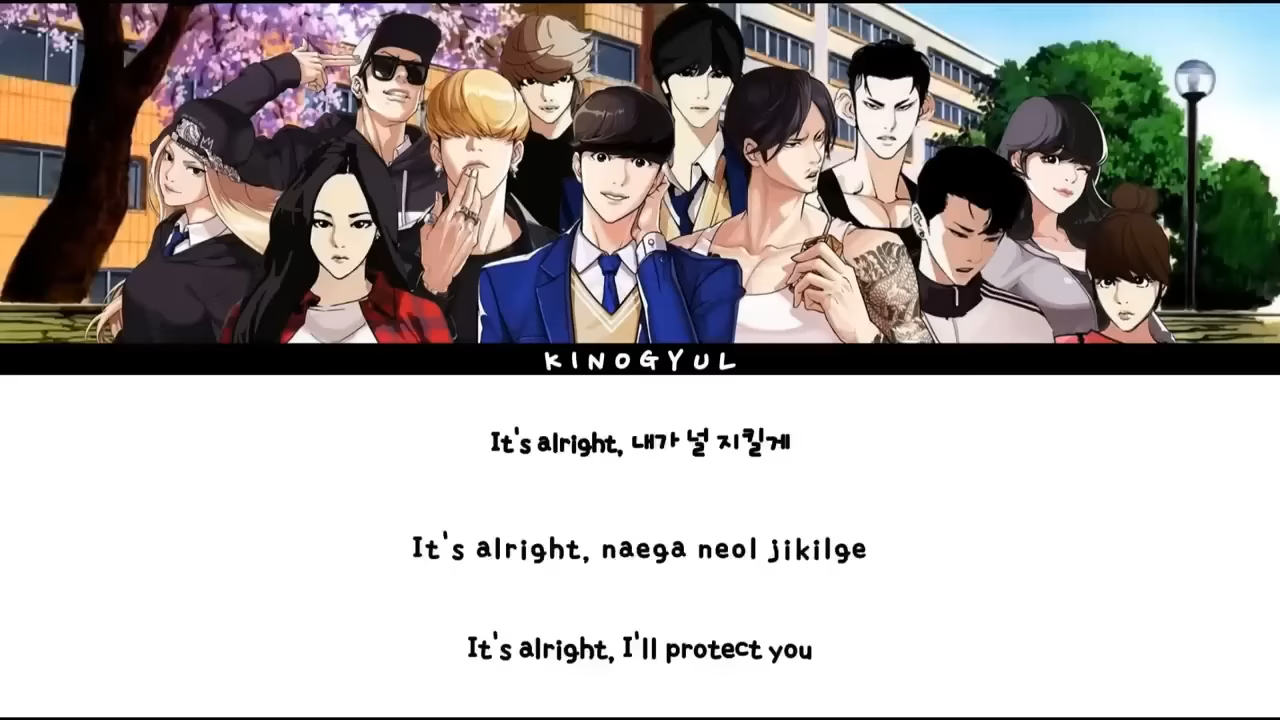 KINOGYUL
It's alright, 내가 널 지킬게
It's alright, naega neol jikilge
It's alright, I'll protect you